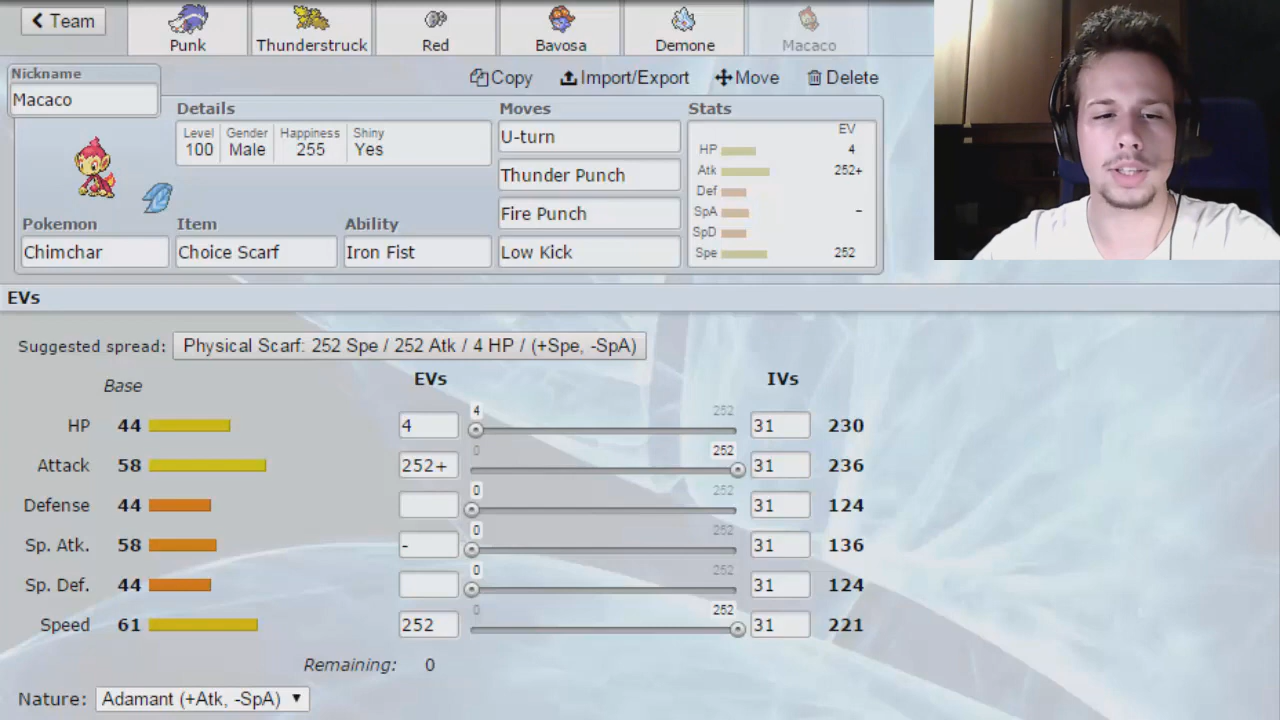 Team
Punk
Thunderstruck
Red
Bavosa
Demone
Macaco
Nickname
Macaco
Copy
Import/Export
Move
Delete
Details
Level Gender Happiness Shiny
100 Male 255 Yes
Pokemon
Chimchar
Item
Choice Scarf
Ability
Iron Fist
Moves
U-turn
Thunder Punch
Fire Punch
Low Kick
Stats
EV
HP 4
Atk 252+
Def
SpA -
SpD
Spe 252
EVs
Suggested spread: Physical Scarf: 252 Spe / 252 Atk / 4 HP / (+Spe, -SpA)
Base EVs IVs
HP 44 4 4 252 31 230
Attack 58 252+ 0 252 31 236
Defense 44 0 252 31 124
Sp. Atk. 58 - 0 252 31 136
Sp. Def. 44 0 252 31 124
Speed 61 252 0 252 31 221
Remaining: 0
Nature: Adamant (+Atk, -SpA)